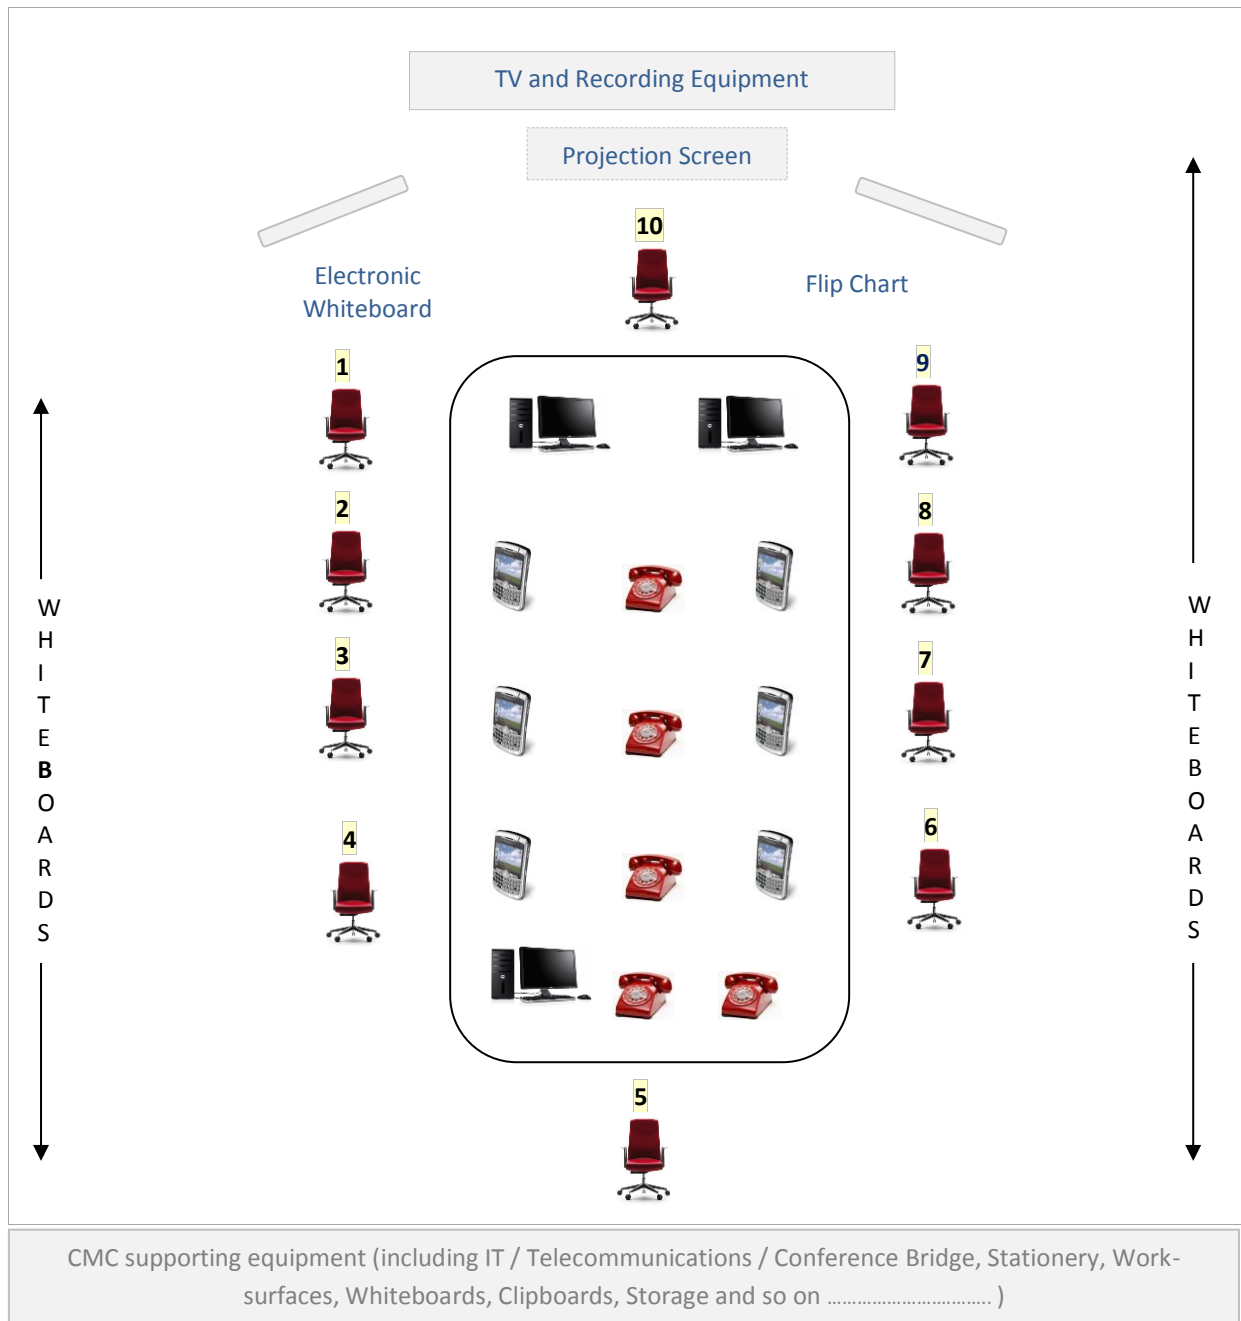 TV and Recording Equipment
Projection Screen
10
Electronic
Whiteboard
Flip Chart
1
9
2
8
3
7
4
6
5
W
H
I
T
E
B
O
A
R
D
S
W
H
I
T
E
B
O
A
R
D
S
CMC supporting equipment (including IT / Telecommunications / Conference Bridge, Stationery, Work-
surfaces, Whiteboards, Clipboards, Storage and so on ................................ )